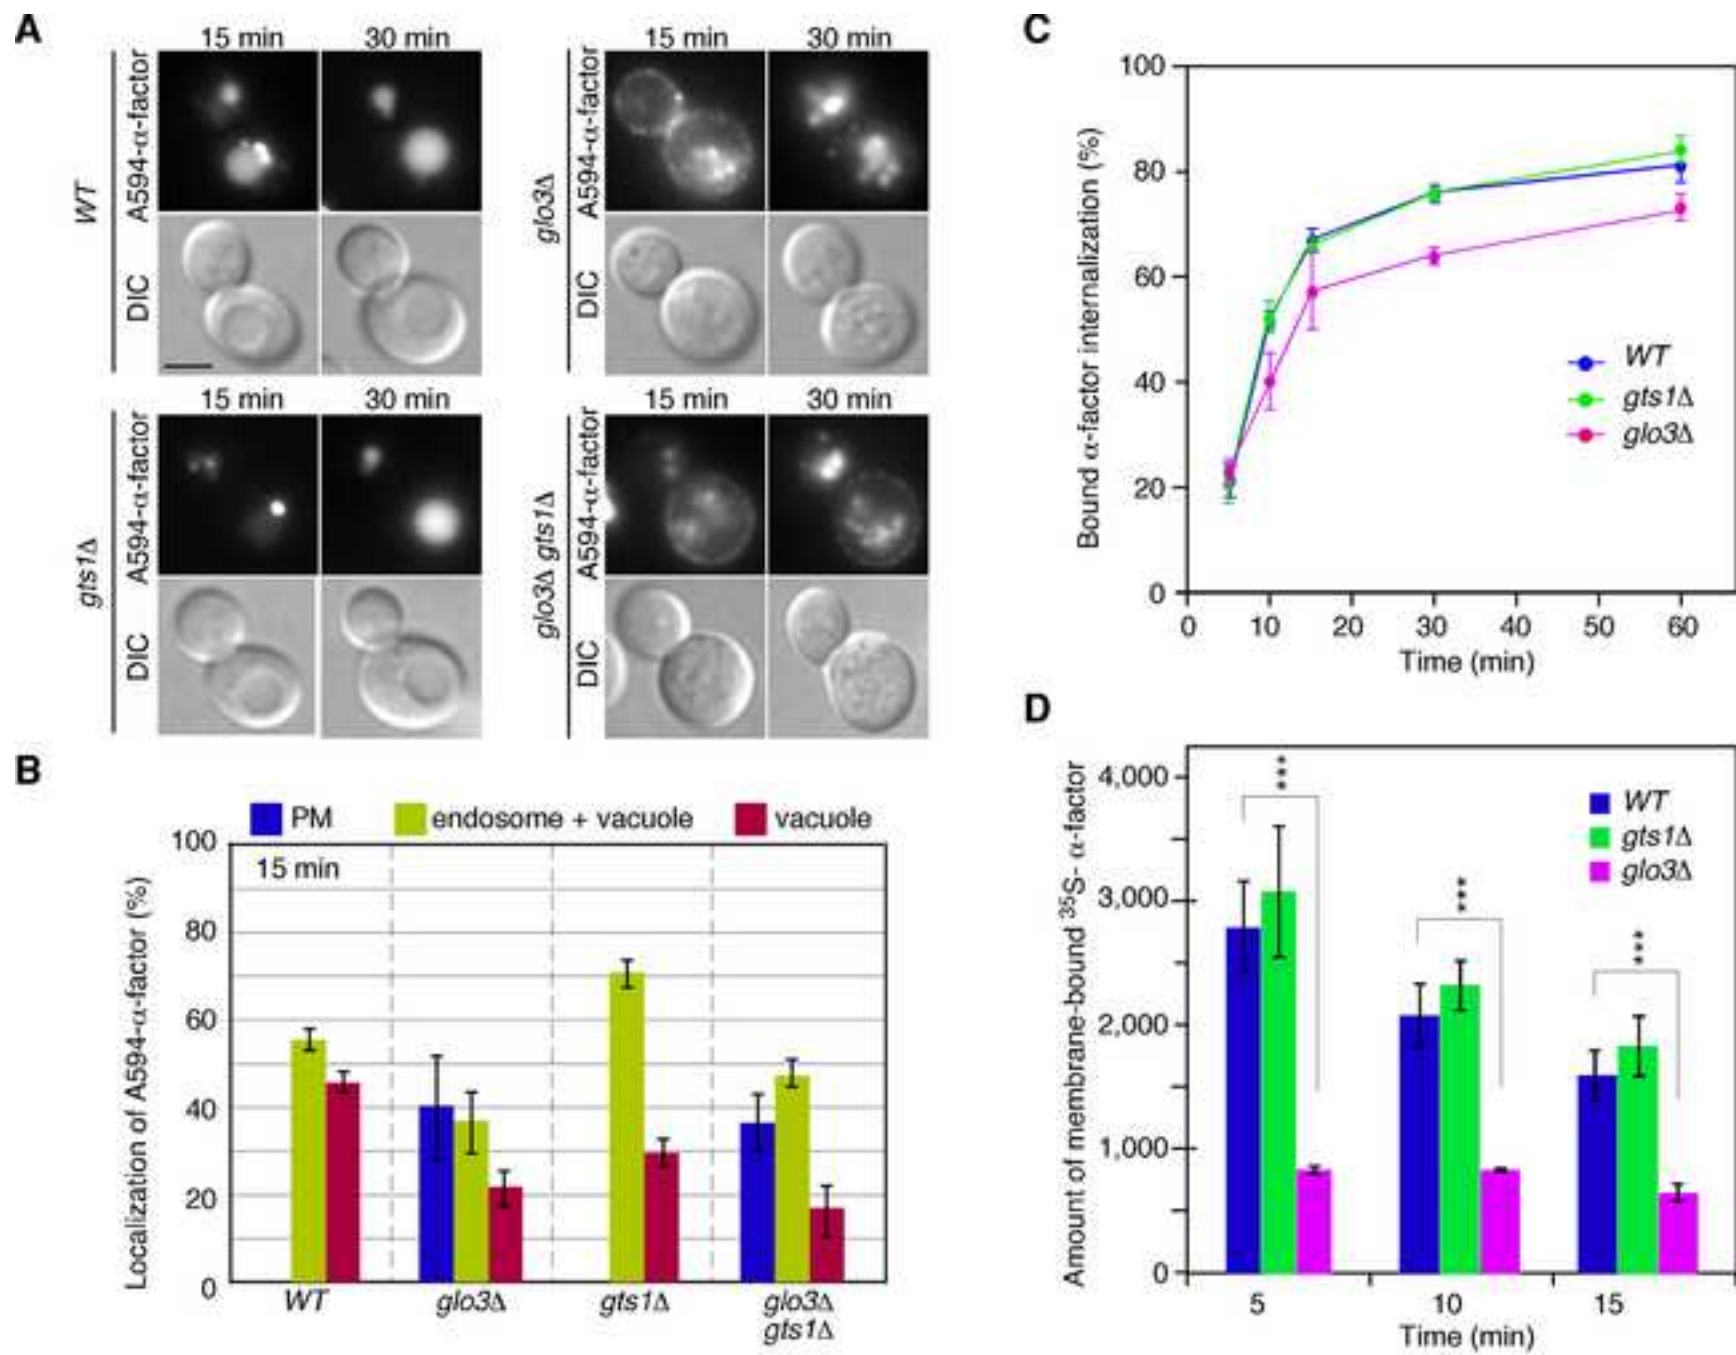 A
15 min 30 min
WT
A594-α-factor
DIC
15 min 30 min
glo3Δ
A594-α-factor
DIC
15 min 30 min
gts1Δ
A594-α-factor
DIC
15 min 30 min
glo3Δ gts1Δ
A594-α-factor
DIC
B
PM endosome + vacuole vacuole
15 min
Localization of A594-α-factor (%)
100
80
60
40
20
0
WT glo3Δ gts1Δ glo3Δ
gts1Δ
C
Bound α-factor internalization (%)
100
80
60
40
20
0
WT
gts1Δ
glo3Δ
0 10 20 30 40 50 60
Time (min)
D
Amount of membrane-bound ³⁵S- α-factor
4,000
3,000
2,000
1,000
0
***
***
***
WT
gts1Δ
glo3Δ
5 10 15
Time (min)